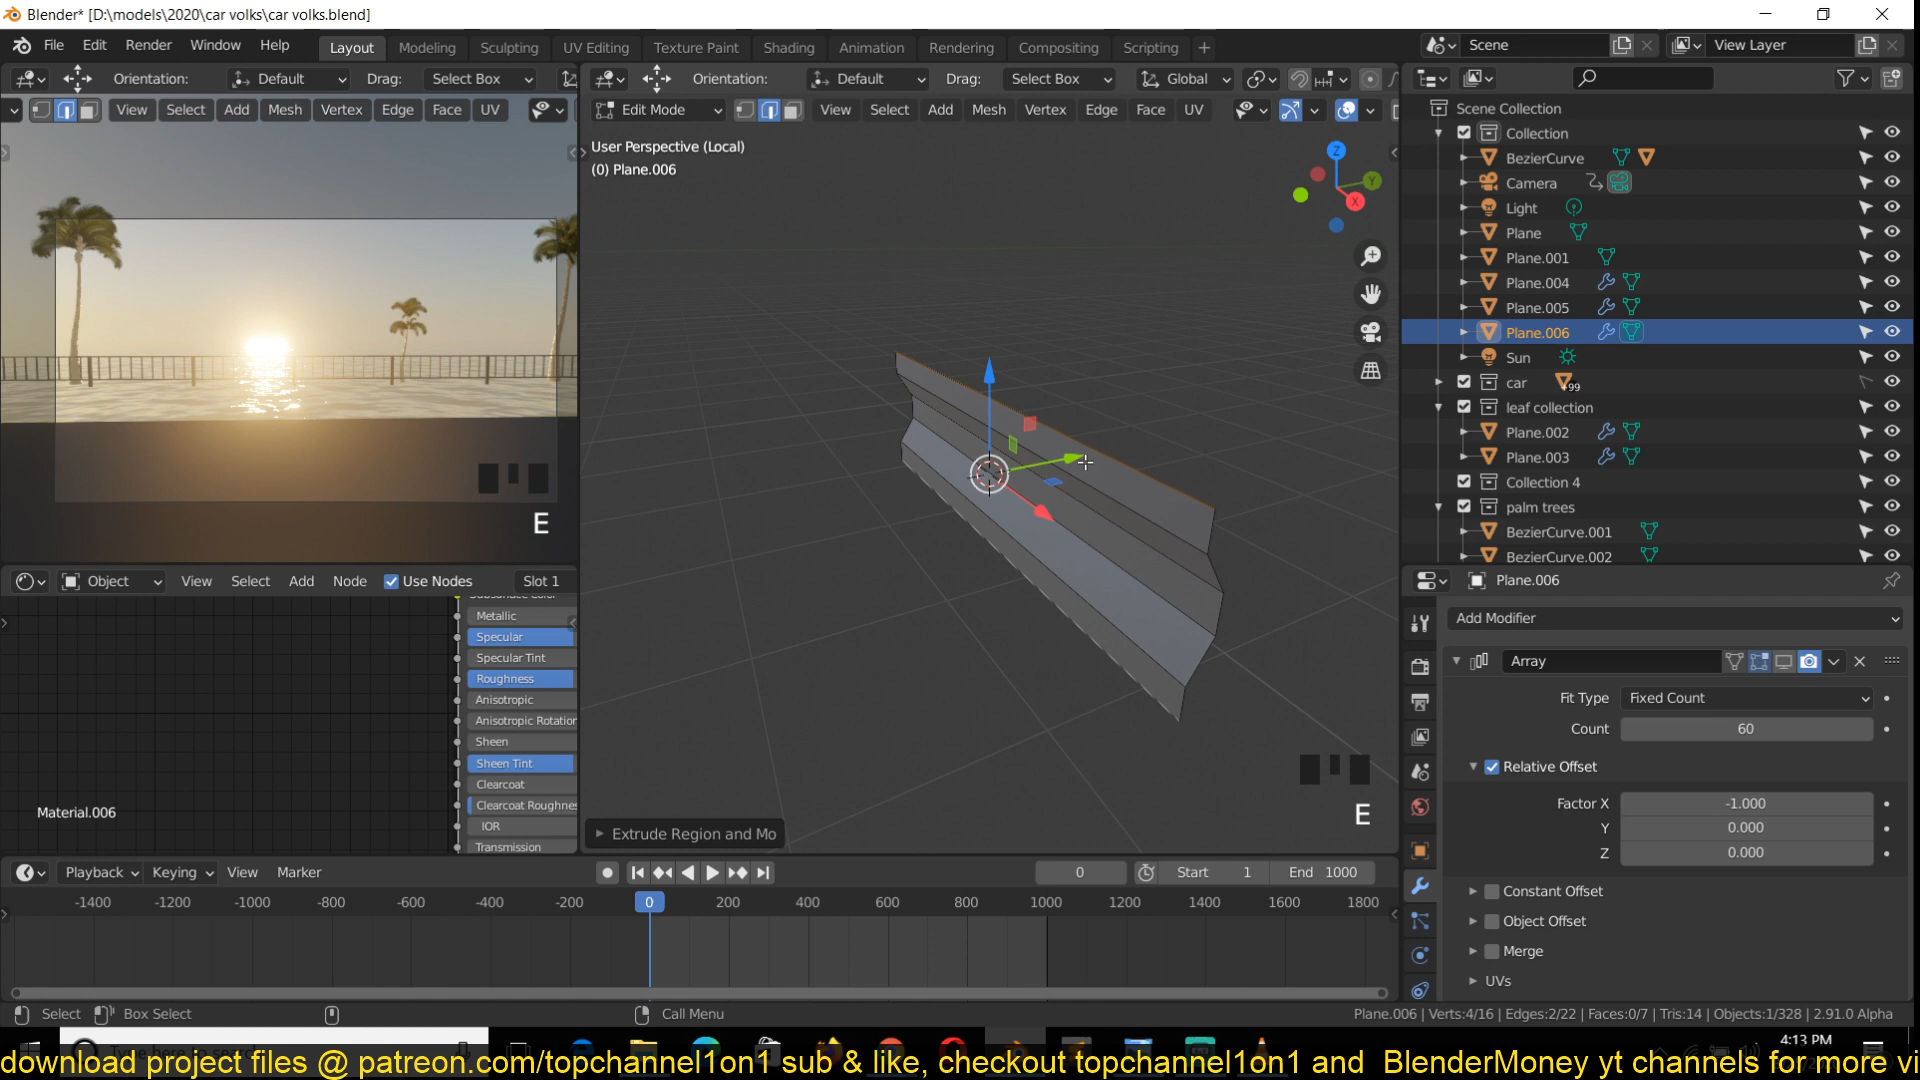 Blender* [D:\models\2020\car volks\car volks.blend]
File Edit Render Window Help Layout Modeling Sculpting UV Editing Texture Paint Shading Animation Rendering Compositing Scripting + Scene View Layer
Orientation: Default Drag: Select Box Orientation: Default Drag: Select Box Global
View Select Add Mesh Vertex Edge Face UV Edit Mode View Select Add Mesh Vertex Edge Face UV
User Perspective (Local)
(0) Plane.006
Z
Y
X
E
E
Extrude Region and Mo
Scene Collection
Collection
BezierCurve
Camera
Light
Plane
Plane.001
Plane.004
Plane.005
Plane.006
Sun
car +99
leaf collection
Plane.002
Plane.003
Collection 4
palm trees
BezierCurve.001
BezierCurve.002
Object View Select Add Node Use Nodes Slot 1
Subsurface Color
Metallic
Specular
Specular Tint
Roughness
Anisotropic
Anisotropic Rotation
Sheen
Sheen Tint
Clearcoat
Clearcoat Roughnes
IOR
Transmission
Material.006
Plane.006
Add Modifier
Array
Fit Type Fixed Count
Count 60
Relative Offset
Factor X -1.000
Y 0.000
Z 0.000
Constant Offset
Object Offset
Merge
UVs
Playback Keying View Marker 0 Start 1 End 1000
-1400 -1200 -1000 -800 -600 -400 -200 0 200 400 600 800 1000 1200 1400 1600 1800
Select Box Select Call Menu Plane.006 | Verts:4/16 | Edges:2/22 | Faces:0/7 | Tris:14 | Objects:1/328 | 2.91.0 Alpha
4:13 PM
download project files @ patreon.com/topchannel1on1 sub & like, checkout topchannel1on1 and BlenderMoney yt channels for more vi